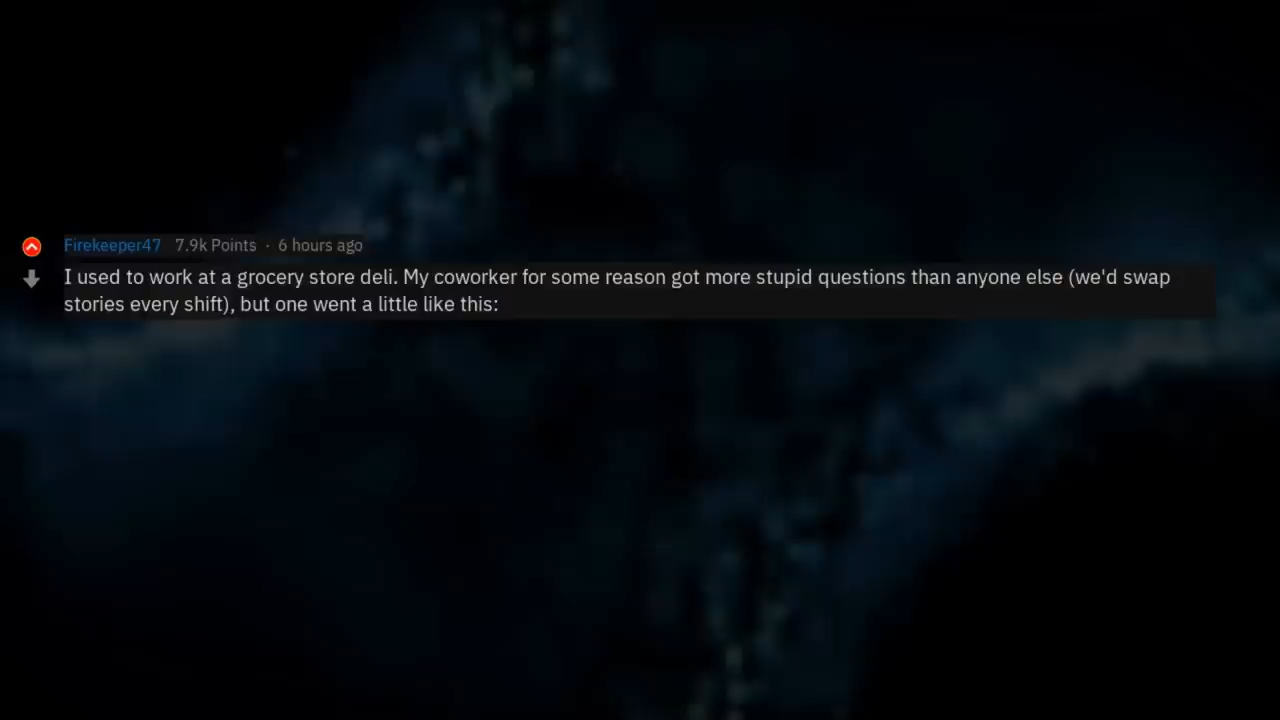 Firekeeper47 7.9k Points · 6 hours ago
I used to work at a grocery store deli. My coworker for some reason got more stupid questions than anyone else (we'd swap
stories every shift), but one went a little like this: